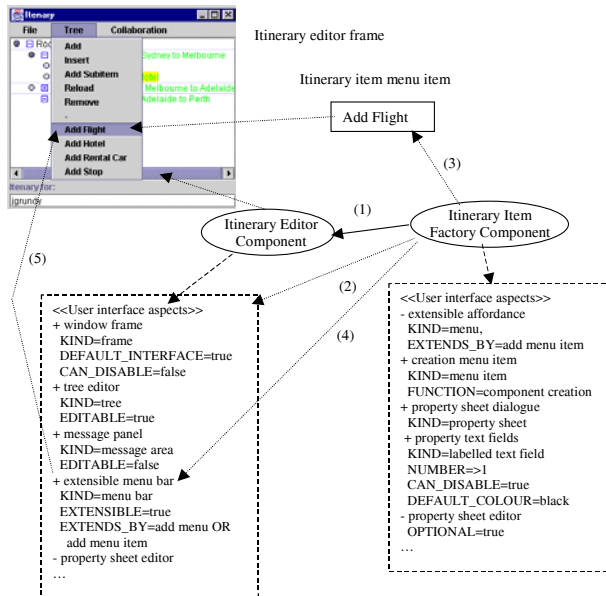 Itenary
File Tree Collaboration
Add
Insert
Add Subitem
Reload
Remove
-
Add Flight
Add Hotel
Add Rental Car
Add Stop
Roo
Sydney to Melbourne
Hotel
Melbourne to Adelaide
Adelaide to Perth
Itenary for:
jgrundy
Itinerary editor frame
Itinerary item menu item
Add Flight
(3)
(1)
Itinerary Editor
Component
Itinerary Item
Factory Component
(5)
(2)
(4)
<<User interface aspects>>
+ window frame
KIND=frame
DEFAULT_INTERFACE=true
CAN_DISABLE=false
+ tree editor
KIND=tree
EDITABLE=true
+ message panel
KIND=message area
EDITABLE=false
+ extensible menu bar
KIND=menu bar
EXTENSIBLE=true
EXTENDS_BY=add menu OR
add menu item
- property sheet editor
…
<<User interface aspects>>
- extensible affordance
KIND=menu,
EXTENDS_BY=add menu item
+ creation menu item
KIND=menu item
FUNCTION=component creation
+ property sheet dialogue
KIND=property sheet
+ property text fields
KIND=labelled text field
NUMBER=>1
CAN_DISABLE=true
DEFAULT_COLOUR=black
- property sheet editor
OPTIONAL=true
…